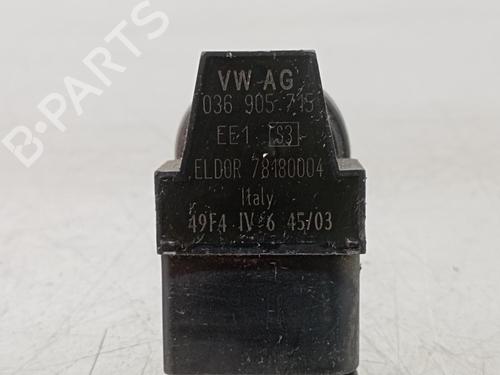 VW AG
036 905 715
EE1 S3
ELDOR 78180004
Italy
49F4 IV 6 45/03
B-PARTS